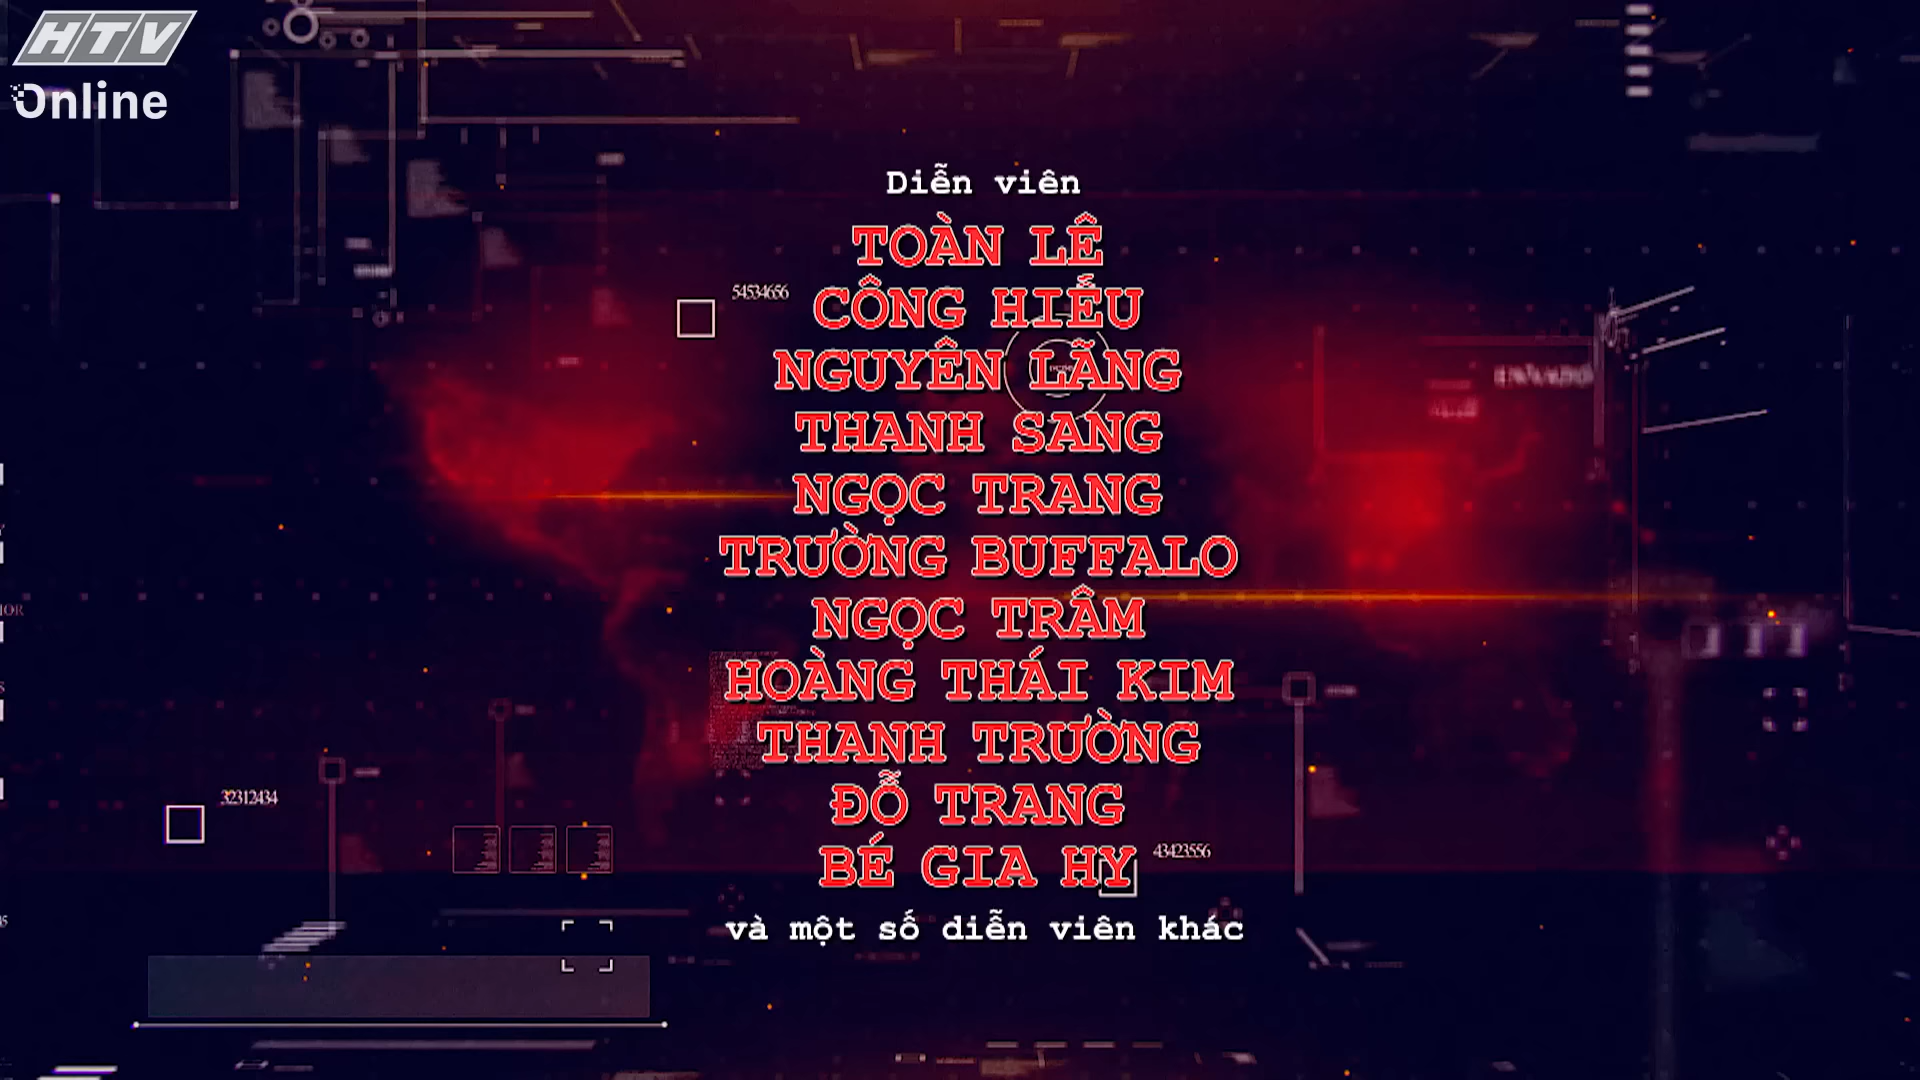 HTV
Online
Diễn viên
TOÀN LÊ
54534656
CÔNG HIẾU
NGUYÊN LÃNG
THANH SANG
NGỌC TRANG
TRƯỜNG BUFFALO
NGỌC TRÂM
HOÀNG THÁI KIM
THANH TRƯỜNG
32312434
ĐỖ TRANG
BÉ GIA HY
43423556
và một số diễn viên khác